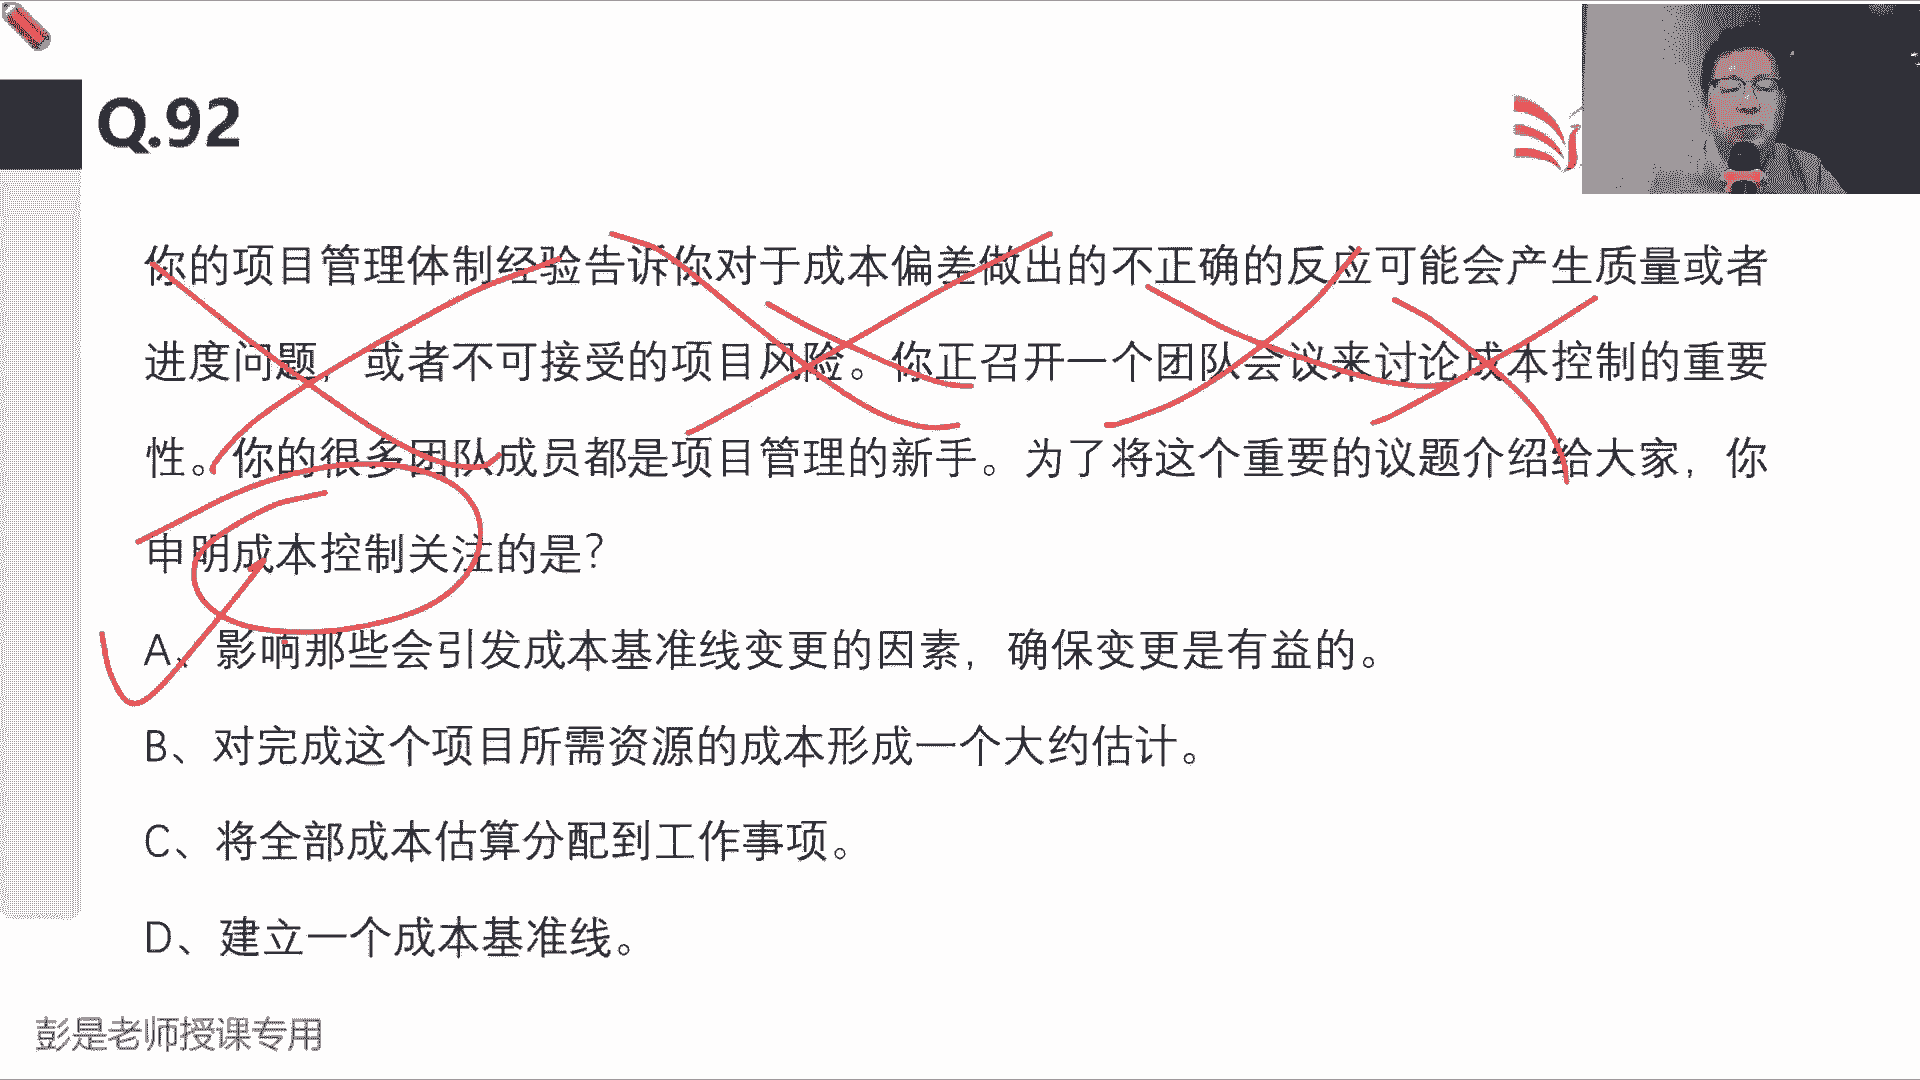 Q.92
你的项目管理体制经验告诉你对于成本偏差做出的不正确的反应可能会产生质量或者
进度问题，或者不可接受的项目风险。你正召开一个团队会议来讨论成本控制的重要
性。你的很多团队成员都是项目管理的新手。为了将这个重要的议题介绍给大家，你
申明成本控制关注的是？
A、影响那些会引发成本基准线变更的因素，确保变更是有益的。
B、对完成这个项目所需资源的成本形成一个大约估计。
C、将全部成本估算分配到工作事项。
D、建立一个成本基准线。
彭是老师授课专用